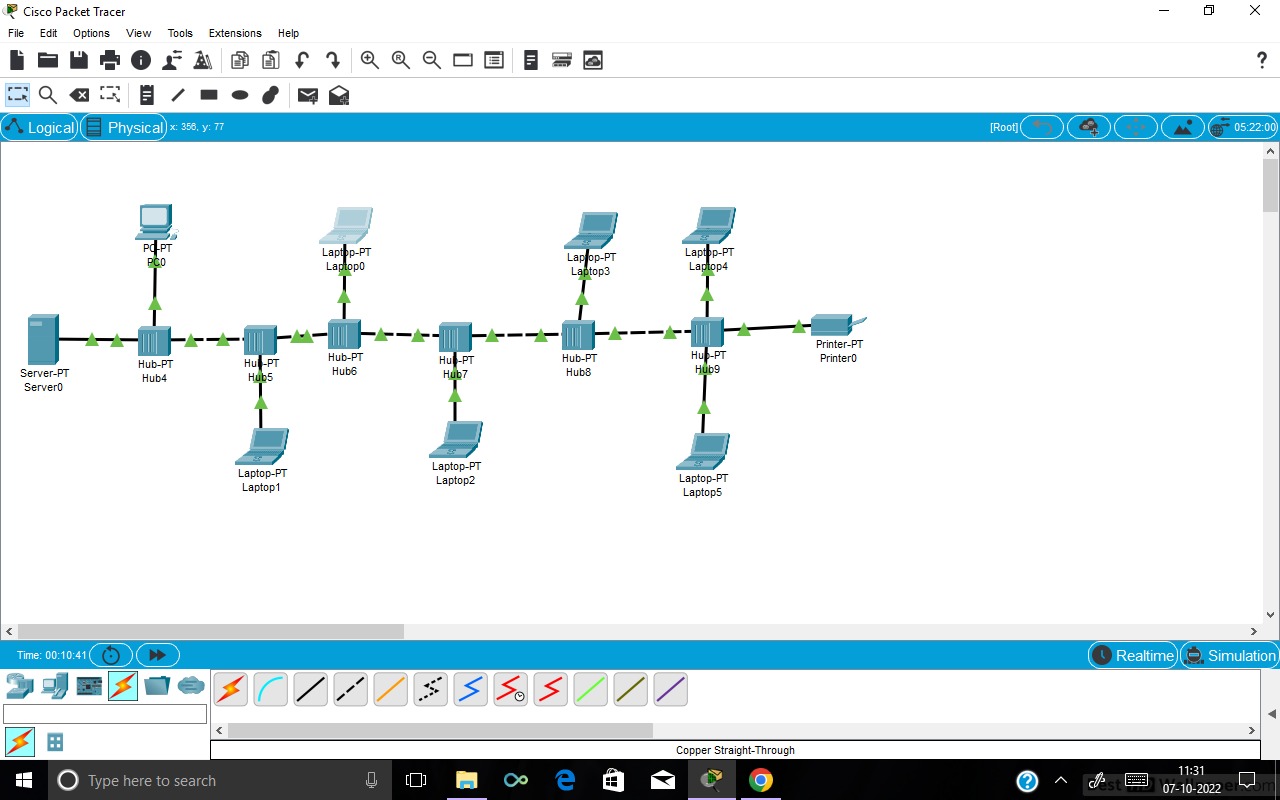 Cisco Packet Tracer
File Edit Options View Tools Extensions Help
Logical Physical x: 356, y: 77 [Root] 05:22:00
PC-PT
PC0
Laptop-PT
Laptop0
Laptop-PT
Laptop3
Laptop-PT
Laptop4
Server-PT
Server0
Hub-PT
Hub4
Hub-PT
Hub5
Hub-PT
Hub6
Hub-PT
Hub7
Hub-PT
Hub8
Hub-PT
Hub9
Printer-PT
Printer0
Laptop-PT
Laptop1
Laptop-PT
Laptop2
Laptop-PT
Laptop5
Time: 00:10:41 Realtime Simulation
Copper Straight-Through
Type here to search
11:31
07-10-2022